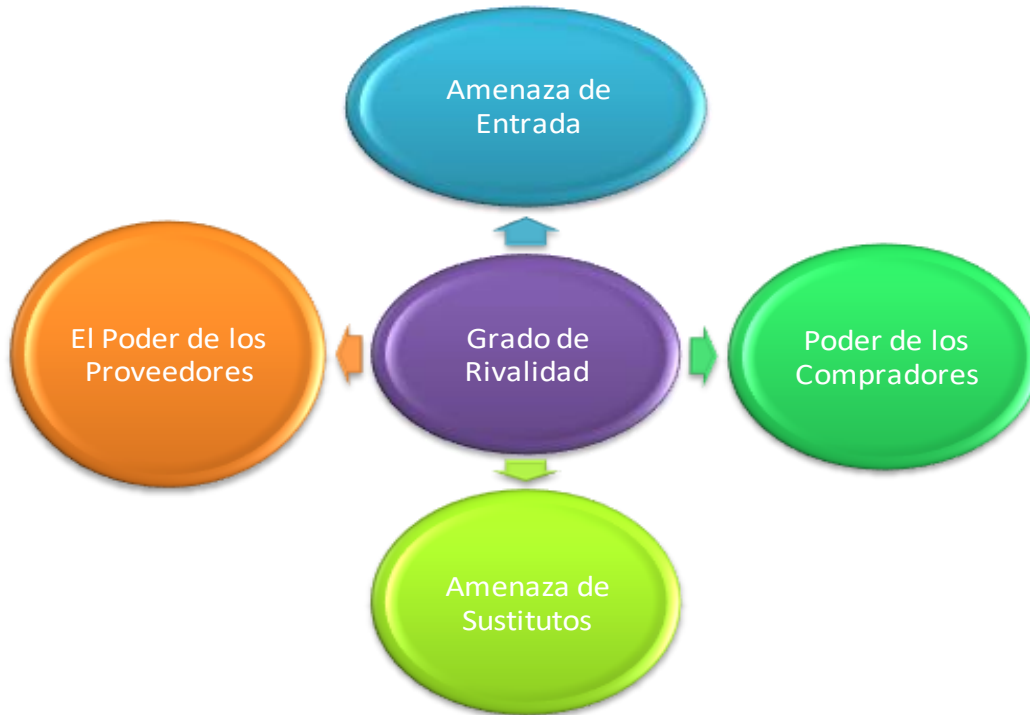 Amenaza de
Entrada
El Poder de los
Proveedores
Grado de
Rivalidad
Poder de los
Compradores
Amenaza de
Sustitutos